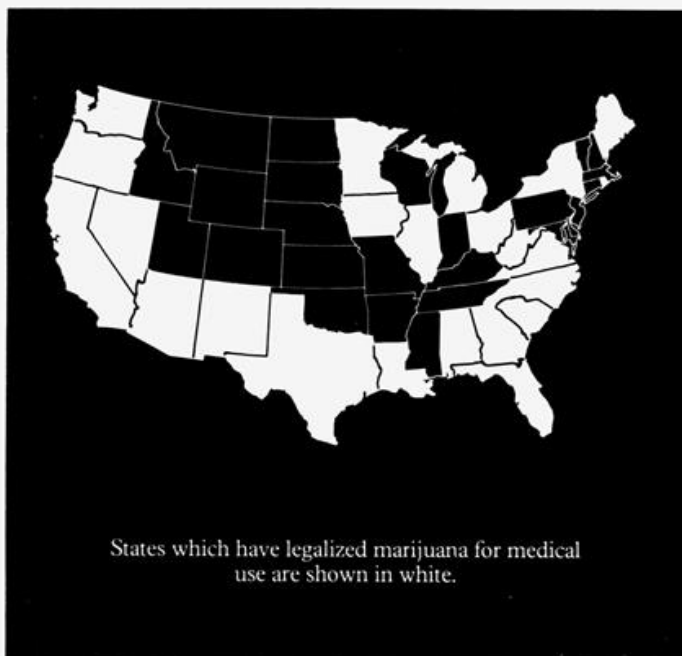 States which have legalized marijuana for medical
use are shown in white.